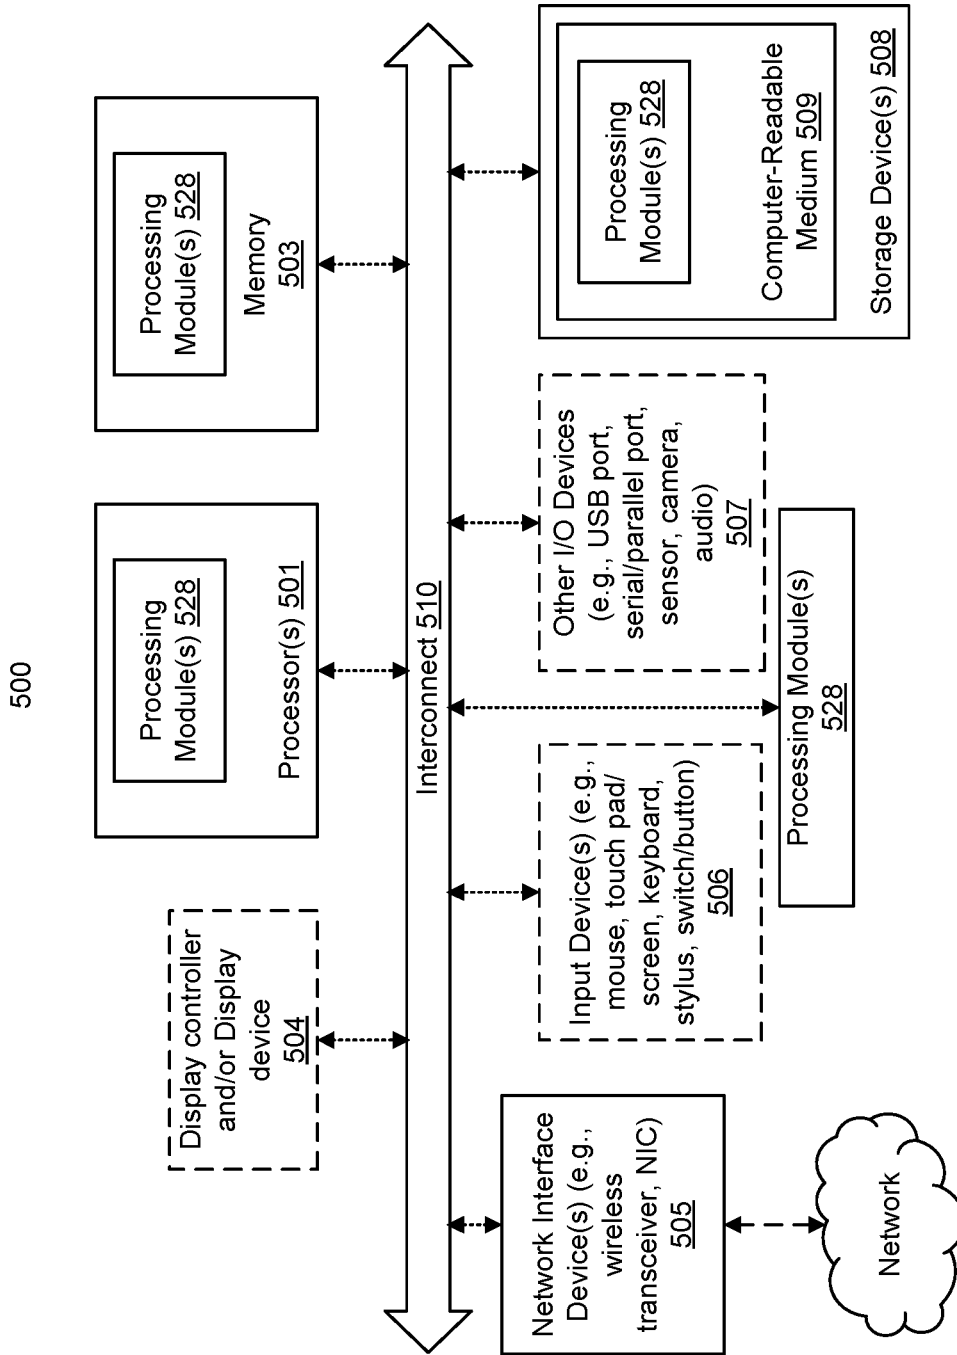 500
Display controller
and/or Display
device
504
Processing
Module(s) 528
Processor(s) 501
Processing
Module(s) 528
Memory
503
Interconnect 510
Network Interface
Device(s) (e.g.,
wireless
transceiver, NIC)
505
Network
Input Device(s) (e.g.,
mouse, touch pad/
screen, keyboard,
stylus, switch/button)
506
Processing Module(s)
528
Other I/O Devices
(e.g., USB port,
serial/parallel port,
sensor, camera,
audio)
507
Processing
Module(s) 528
Computer-Readable
Medium 509
Storage Device(s) 508